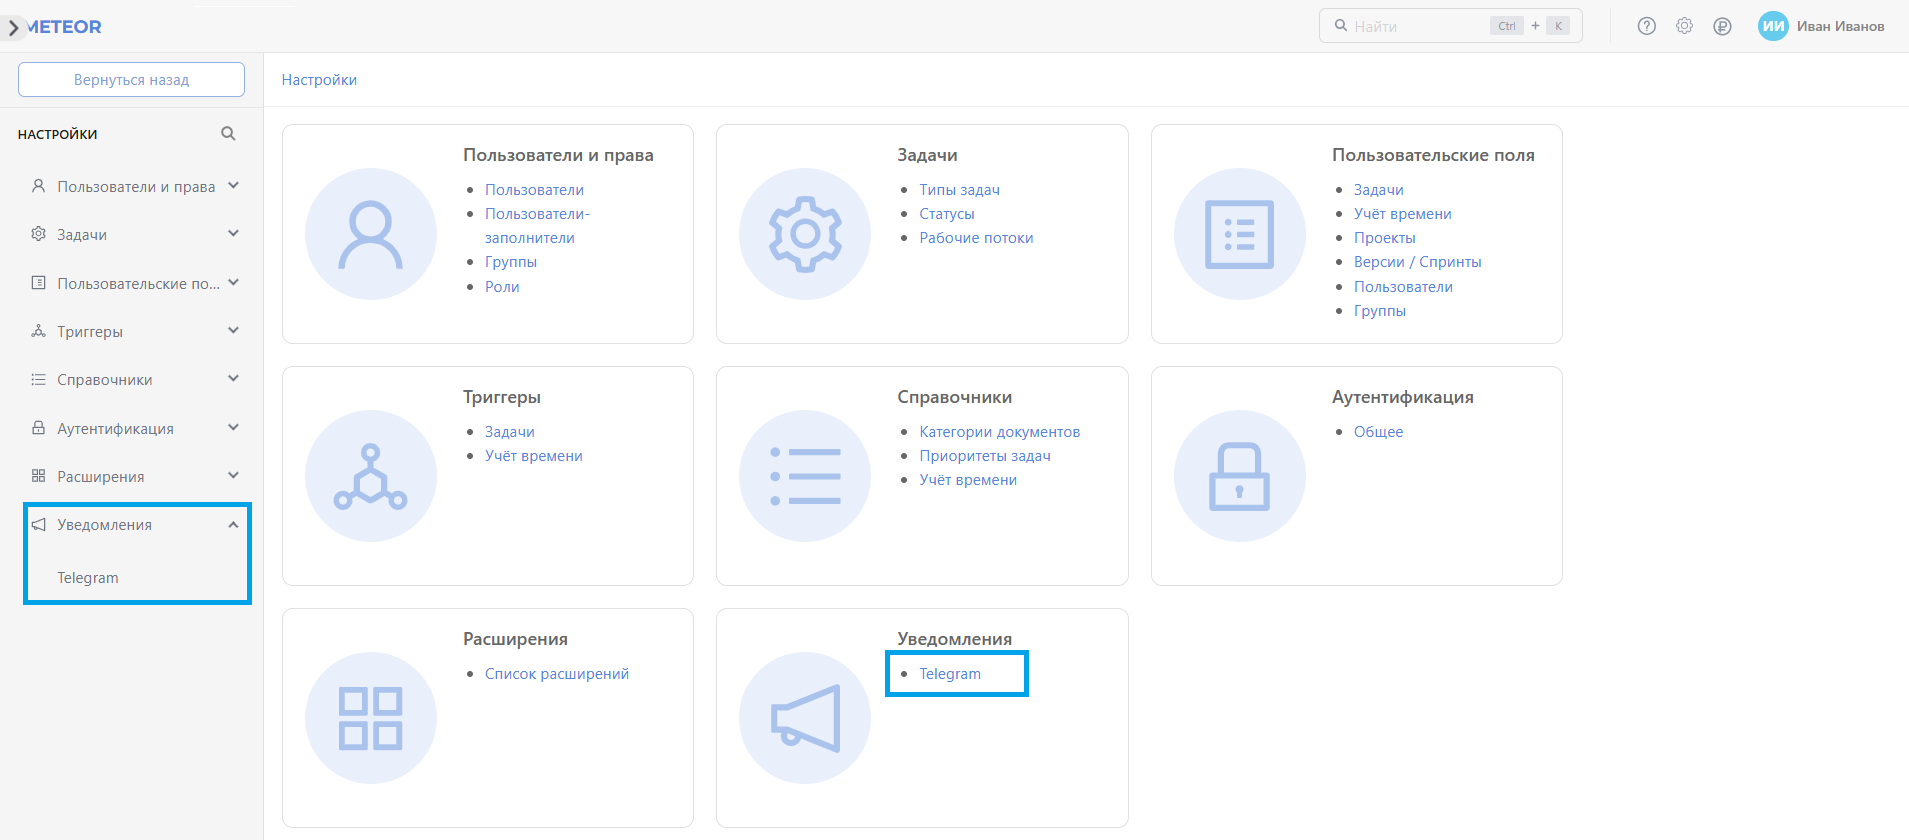 METEOR
Найти
Ctrl + K
ИИ Иван Иванов
Вернуться назад
Настройки
НАСТРОЙКИ
Пользователи и права
Задачи
Пользовательские по...
Триггеры
Справочники
Аутентификация
Расширения
Уведомления
Telegram
Пользователи и права
Пользователи
Пользователи-
заполнители
Группы
Роли
Задачи
Типы задач
Статусы
Рабочие потоки
Пользовательские поля
Задачи
Учёт времени
Проекты
Версии / Спринты
Пользователи
Группы
Триггеры
Задачи
Учёт времени
Справочники
Категории документов
Приоритеты задач
Учёт времени
Аутентификация
Общее
Расширения
Список расширений
Уведомления
Telegram